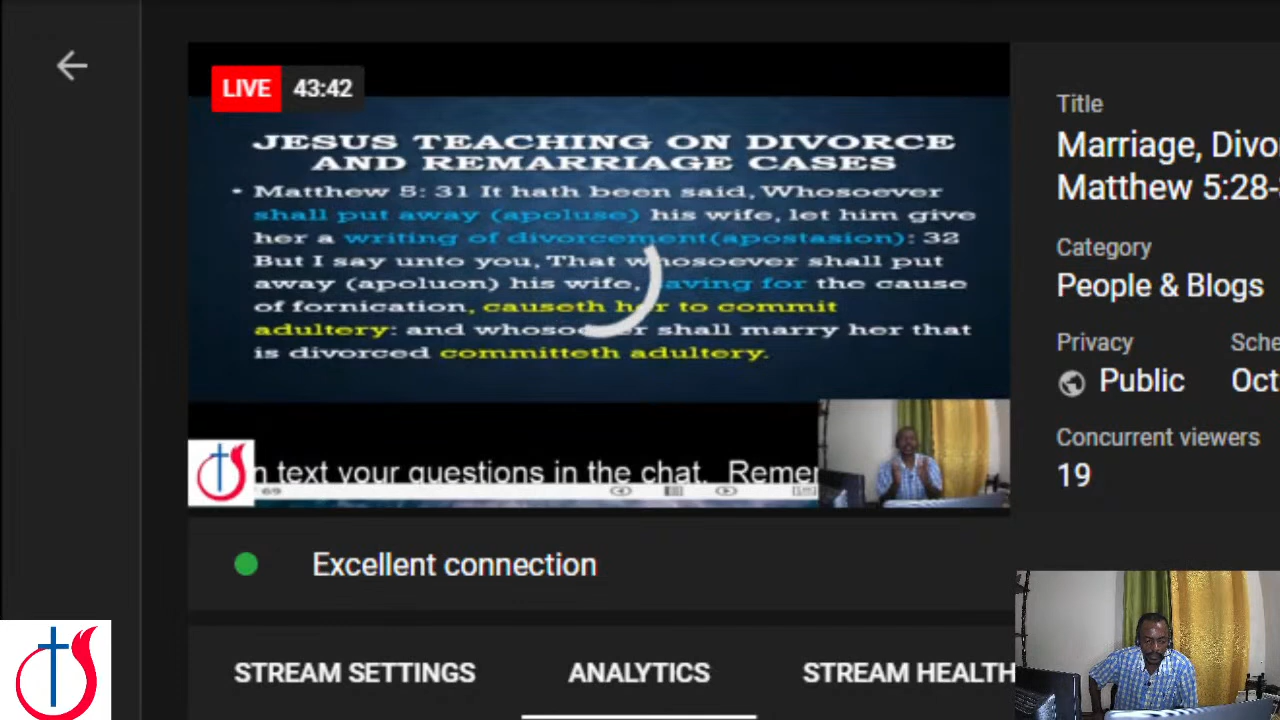 LIVE 43:42
JESUS TEACHING ON DIVORCE
AND REMARRIAGE CASES
• Matthew 5: 31 It hath been said, Whosoever
shall put away (apoluse) his wife, let him give
her a writing of divorcement(apostasion): 32
But I say unto you, That whosoever shall put
away (apoluon) his wife, saving for the cause
of fornication, causeth her to commit
adultery: and whosoever shall marry her that
is divorced committeth adultery.
n text your questions in the chat. Remem
69
Excellent connection
STREAM SETTINGS ANALYTICS STREAM HEALTH
Title
Marriage, Divo
Matthew 5:28-
Category
People & Blogs
Privacy Sche
Public Oct
Concurrent viewers
19